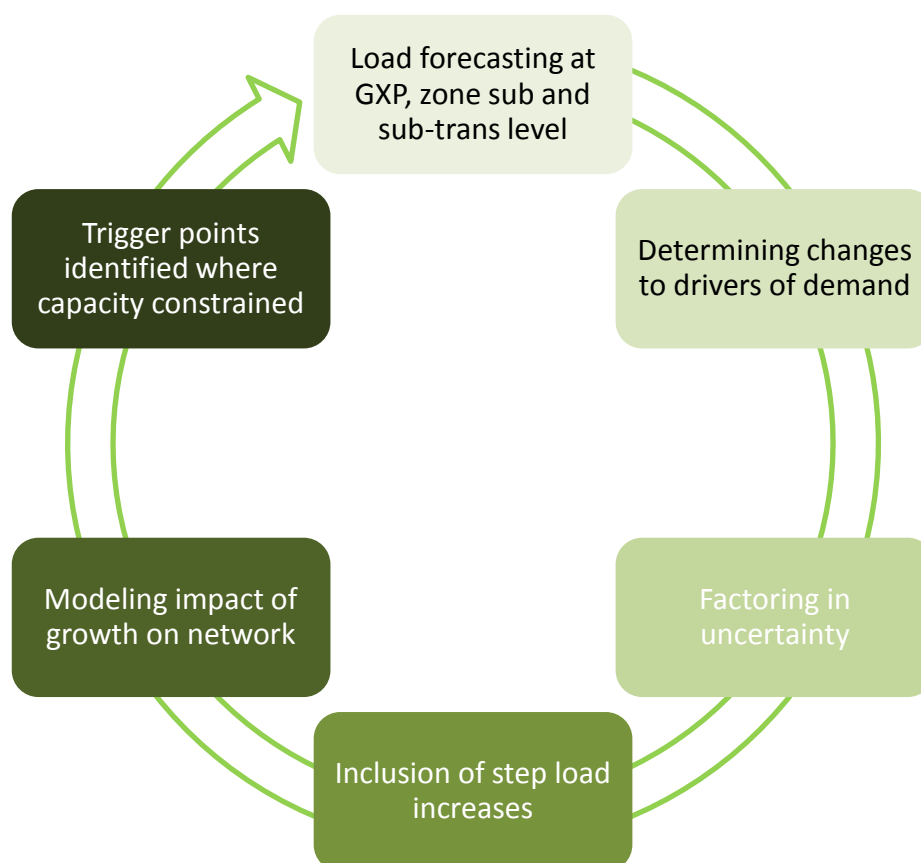 Load forecasting at
GXP, zone sub and
sub-trans level
Determining changes
to drivers of demand
Factoring in
uncertainty
Inclusion of step load
increases
Modeling impact of
growth on network
Trigger points
identified where
capacity constrained